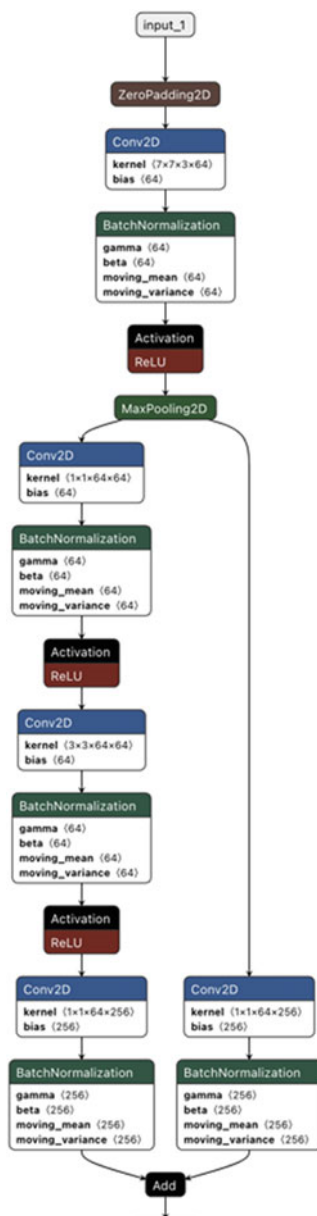 input_1
ZeroPadding2D
Conv2D
kernel ⟨7×7×3×64⟩
bias ⟨64⟩
BatchNormalization
gamma ⟨64⟩
beta ⟨64⟩
moving_mean ⟨64⟩
moving_variance ⟨64⟩
Activation
ReLU
MaxPooling2D
Conv2D
kernel ⟨1×1×64×64⟩
bias ⟨64⟩
BatchNormalization
gamma ⟨64⟩
beta ⟨64⟩
moving_mean ⟨64⟩
moving_variance ⟨64⟩
Activation
ReLU
Conv2D
kernel ⟨3×3×64×64⟩
bias ⟨64⟩
BatchNormalization
gamma ⟨64⟩
beta ⟨64⟩
moving_mean ⟨64⟩
moving_variance ⟨64⟩
Activation
ReLU
Conv2D
kernel ⟨1×1×64×256⟩
bias ⟨256⟩
BatchNormalization
gamma ⟨256⟩
beta ⟨256⟩
moving_mean ⟨256⟩
moving_variance ⟨256⟩
Conv2D
kernel ⟨1×1×64×256⟩
bias ⟨256⟩
BatchNormalization
gamma ⟨256⟩
beta ⟨256⟩
moving_mean ⟨256⟩
moving_variance ⟨256⟩
Add